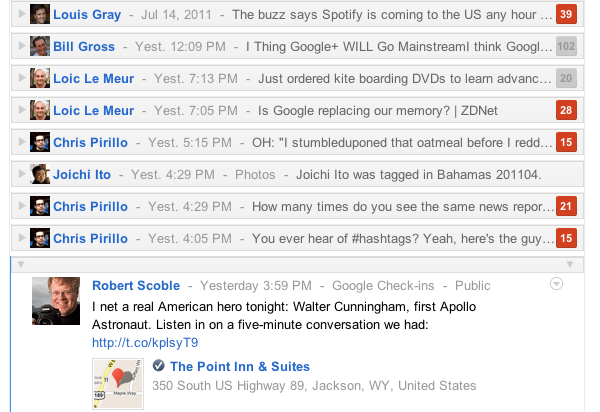 Louis Gray - Jul 14, 2011 - The buzz says Spotify is coming to the US any hour ... 39
Bill Gross - Yest. 12:09 PM - I Thing Google+ WILL Go MainstreamI think Googl... 102
Loic Le Meur - Yest. 7:13 PM - Just ordered kite boarding DVDs to learn advanc... 20
Loic Le Meur - Yest. 7:05 PM - Is Google replacing our memory? | ZDNet 28
Chris Pirillo - Yest. 5:15 PM - OH: "I stumbleduponed that oatmeal before I redd... 15
Joichi Ito - Yest. 4:29 PM - Photos - Joichi Ito was tagged in Bahamas 201104.
Chris Pirillo - Yest. 4:29 PM - How many times do you see the same news repor... 21
Chris Pirillo - Yest. 4:05 PM - You ever hear of #hashtags? Yeah, here's the guy... 15
Robert Scoble - Yesterday 3:59 PM - Google Check-ins - Public
I net a real American hero tonight: Walter Cunningham, first Apollo
Astronaut. Listen in on a five-minute conversation we had:
http://t.co/kplsyT9
The Point Inn & Suites
350 South US Highway 89, Jackson, WY, United States
189
Maple Way